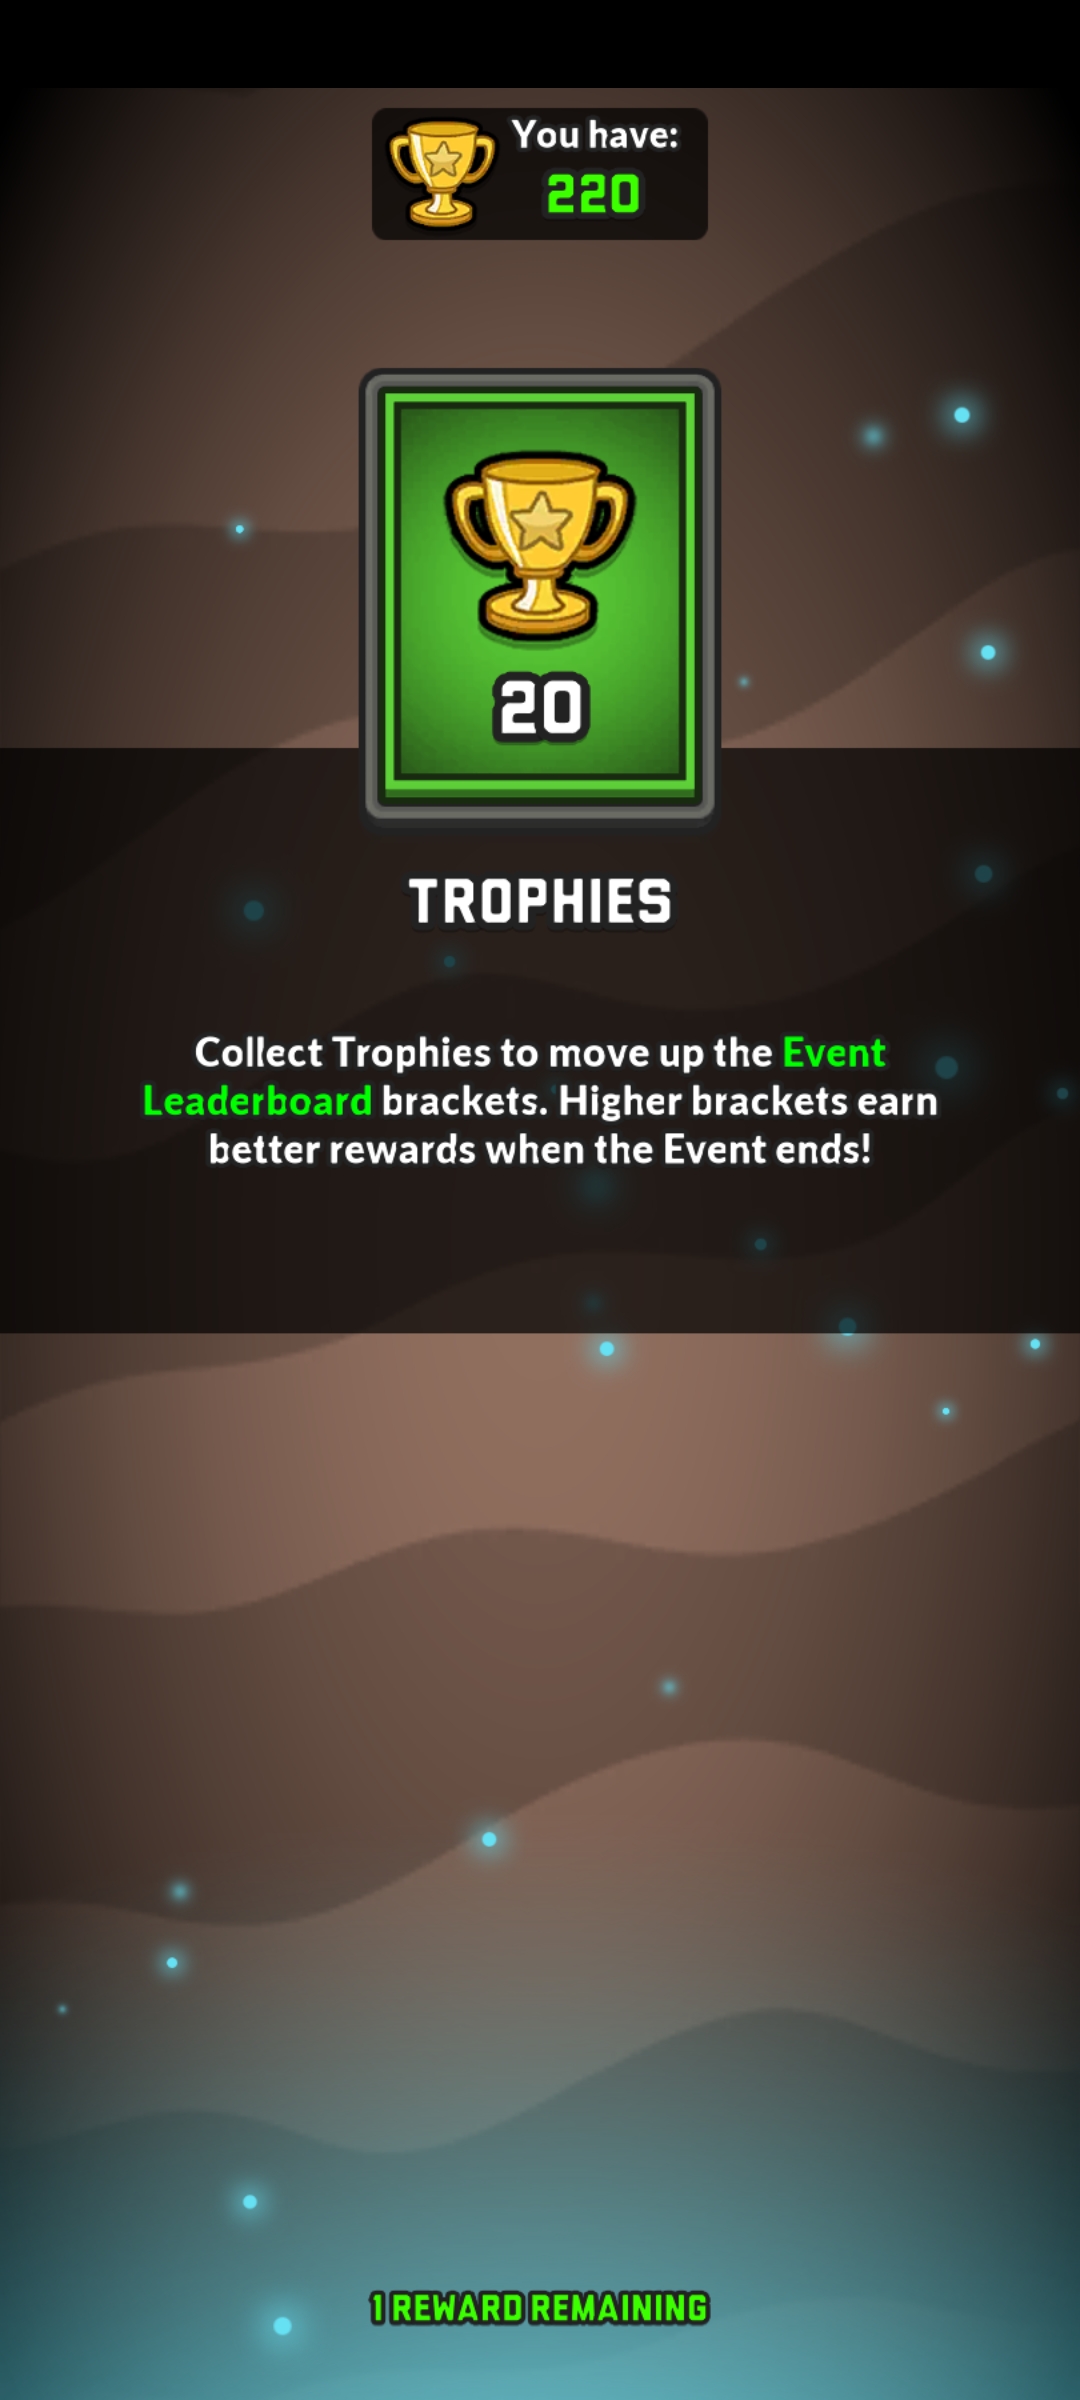 You have:
220
20
TROPHIES
Collect Trophies to move up the Event
Leaderboard brackets. Higher brackets earn
better rewards when the Event ends!
1 REWARD REMAINING